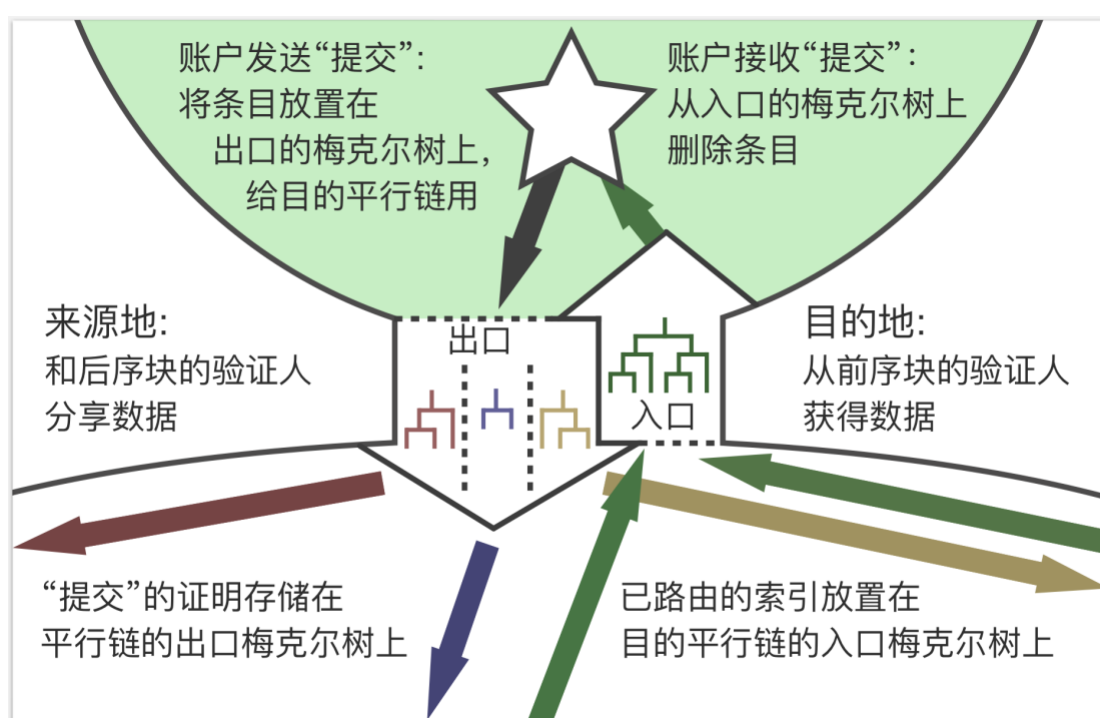 账户发送“提交”:
将条目放置在
出口的梅克尔树上,
给目的平行链用
账户接收“提交”:
从入口的梅克尔树上
删除条目
来源地:
和后序块的验证人
分享数据
出口
入口
目的地:
从前序块的验证人
获得数据
“提交”的证明存储在
平行链的出口梅克尔树上
已路由的索引放置在
目的平行链的入口梅克尔树上